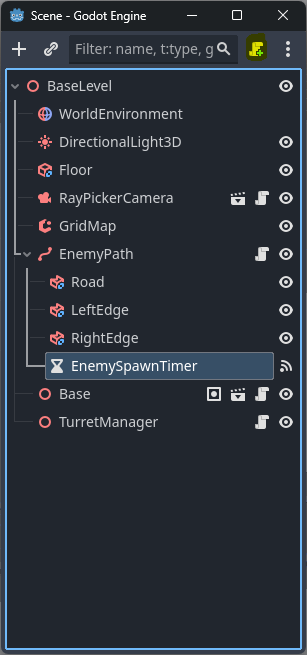 Scene - Godot Engine
Filter: name, t:type, g
BaseLevel
WorldEnvironment
DirectionalLight3D
Floor
RayPickerCamera
GridMap
EnemyPath
Road
LeftEdge
RightEdge
EnemySpawnTimer
Base
TurretManager